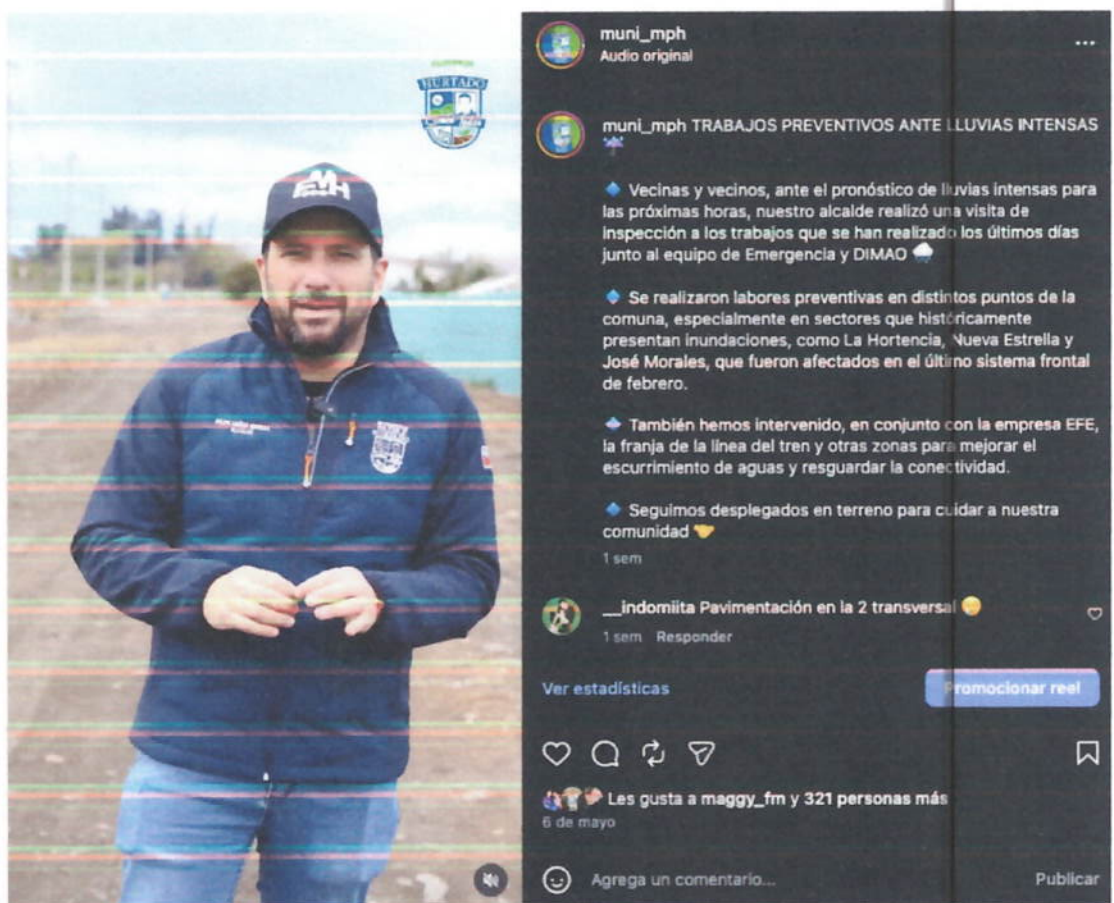 HURTADO
muni_mph
Audio original
muni_mph TRABAJOS PREVENTIVOS ANTE LLUVIAS INTENSAS
☔
🔹 Vecinas y vecinos, ante el pronóstico de lluvias intensas para
las próximas horas, nuestro alcalde realizó una visita de
inspección a los trabajos que se han realizado los últimos días
junto al equipo de Emergencia y DIMAO 🌧️
🔹 Se realizaron labores preventivas en distintos puntos de la
comuna, especialmente en sectores que históricamente
presentan inundaciones, como La Hortencia, Nueva Estrella y
José Morales, que fueron afectados en el último sistema frontal
de febrero.
🔹 También hemos intervenido, en conjunto con la empresa EFE,
la franja de la línea del tren y otras zonas para mejorar el
escurrimiento de aguas y resguardar la conectividad.
🔹 Seguimos desplegados en terreno para cuidar a nuestra
comunidad 🤝
1 sem
__indomiita Pavimentación en la 2 transversal
1 sem Responder
Ver estadísticas
Promocionar reel
Les gusta a maggy_fm y 321 personas más
6 de mayo
Agrega un comentario...
Publicar